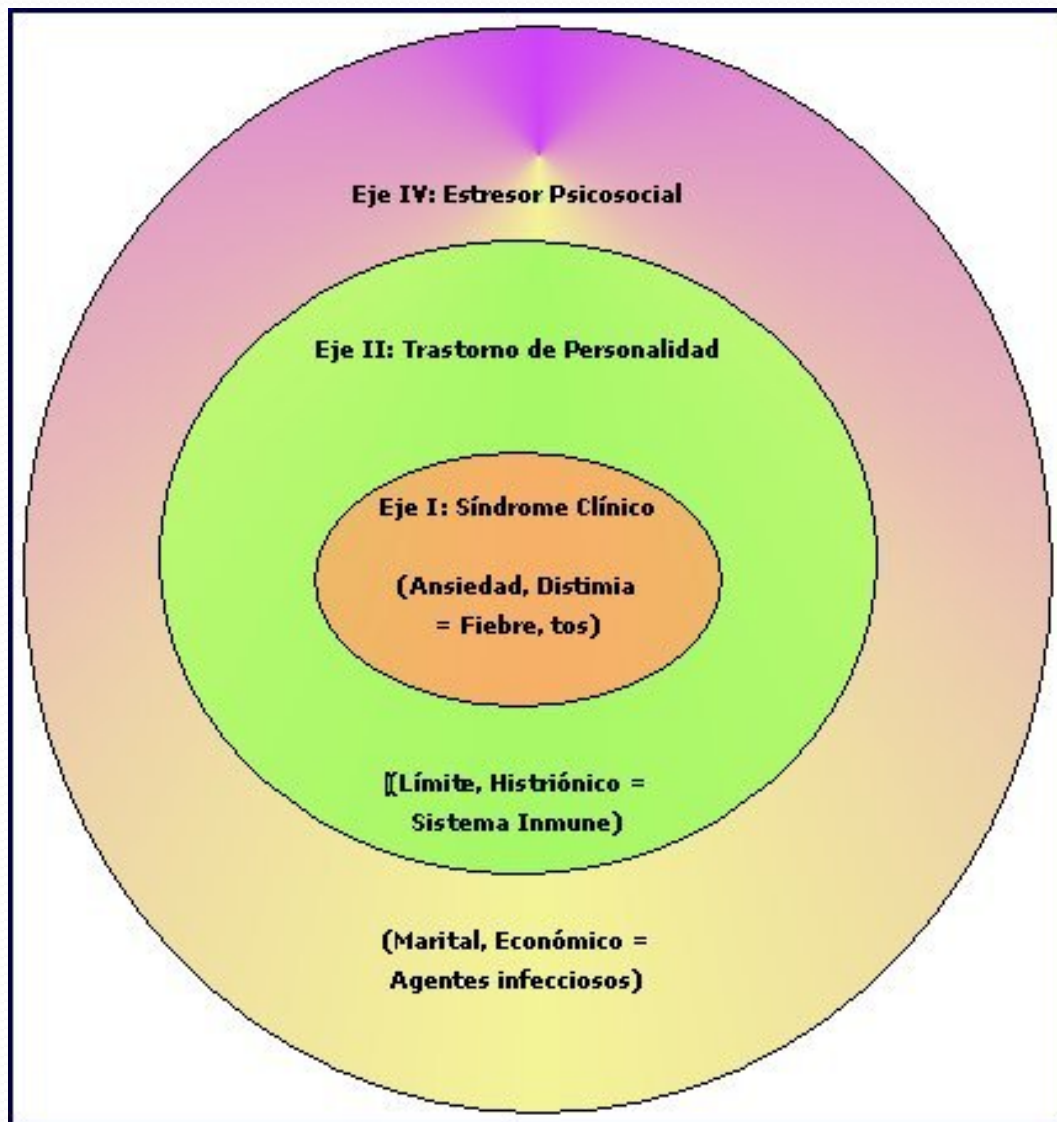 Eje IV: Estresor Psicosocial
Eje II: Trastorno de Personalidad
Eje I: Síndrome Clínico
(Ansiedad, Distimia
= Fiebre, tos)
(Límite, Histriónico =
Sistema Inmune)
(Marital, Económico =
Agentes infecciosos)